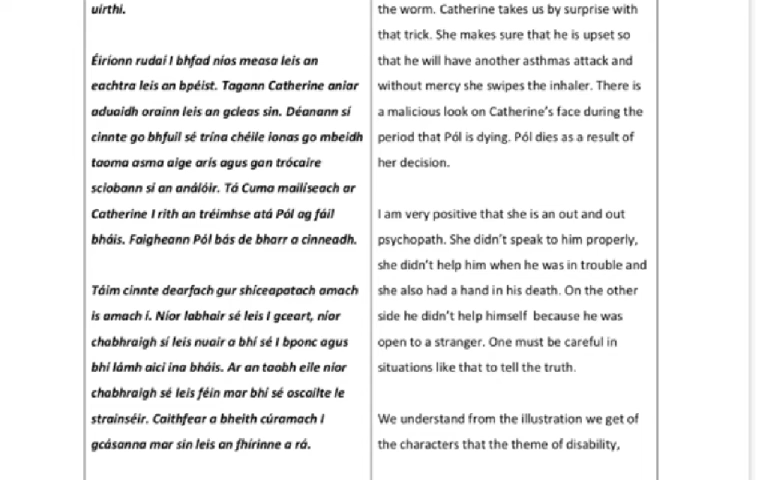 uirthi.
Éiríonn rudaí I bhfad níos measa leis an
eachtra leis an bpéist. Tagann Catherine aniar
aduaidh orainn leis an gcleas sin. Déanann sí
cinnte go bhfuil sé trína chéile ionas go mbeidh
taoma asma aige arís agus gan trócaire
sciobann si an análóir. Tá Cuma mailíseach ar
Catherine I rith an tréimhse atá Pól ag fáil
bháis. Faigheann Pól bás de bharr a cinneadh.
Táim cinnte dearfach gur shiceapatach amach
is amach í. Níor labhair sé leis I gceart, níor
chabhraigh sí leis nuair a bhí sé I bponc agus
bhí lámh aici ina bháis. Ar an taobh eile níor
chabhraigh sé leis féin mar bhí sé oscailte le
strainséir. Caithfear a bheith cúramach I
gcásanna mar sin leis an fhírinne a rá.
the worm. Catherine takes us by surprise with
that trick. She makes sure that he is upset so
that he will have another asthmas attack and
without mercy she swipes the inhaler. There is
a malicious look on Catherine's face during the
period that Pól is dying. Pól dies as a result of
her decision.
I am very positive that she is an out and out
psychopath. She didn't speak to him properly,
she didn't help him when he was in trouble and
she also had a hand in his death. On the other
side he didn't help himself because he was
open to a stranger. One must be careful in
situations like that to tell the truth.
We understand from the illustration we get of
the characters that the theme of disability,